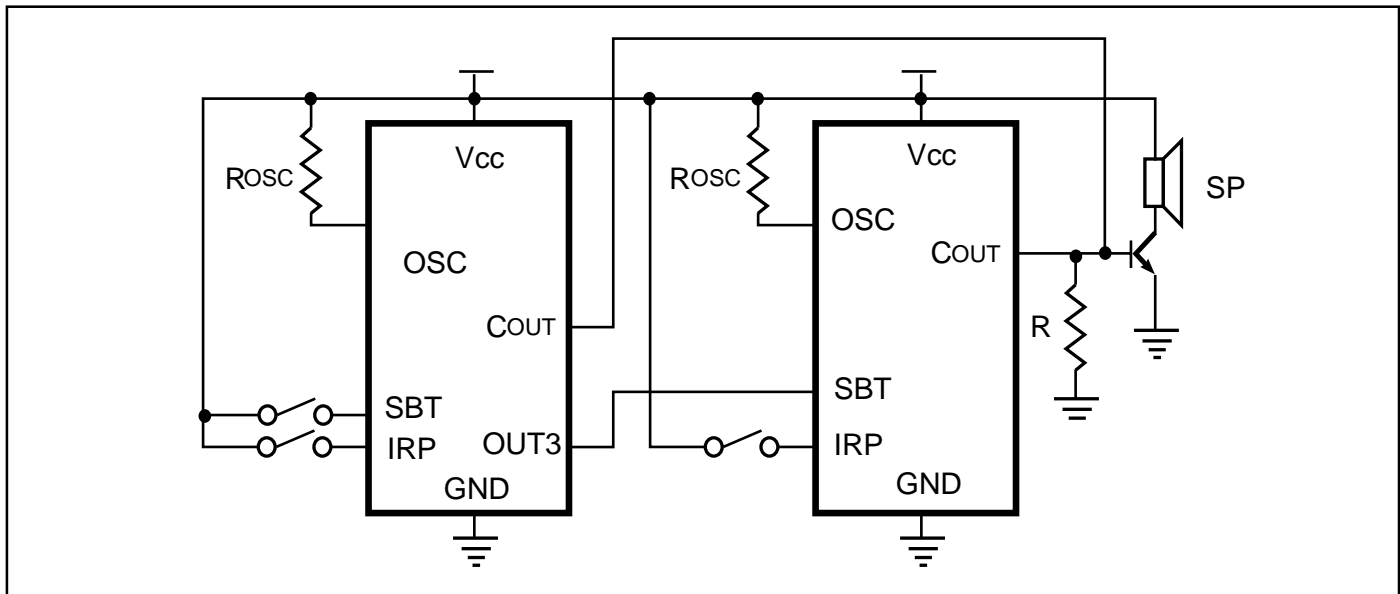 Vcc
ROSC
OSC
COUT
SBT
IRP
OUT3
GND
Vcc
ROSC
OSC
COUT
SBT
IRP
GND
R
SP